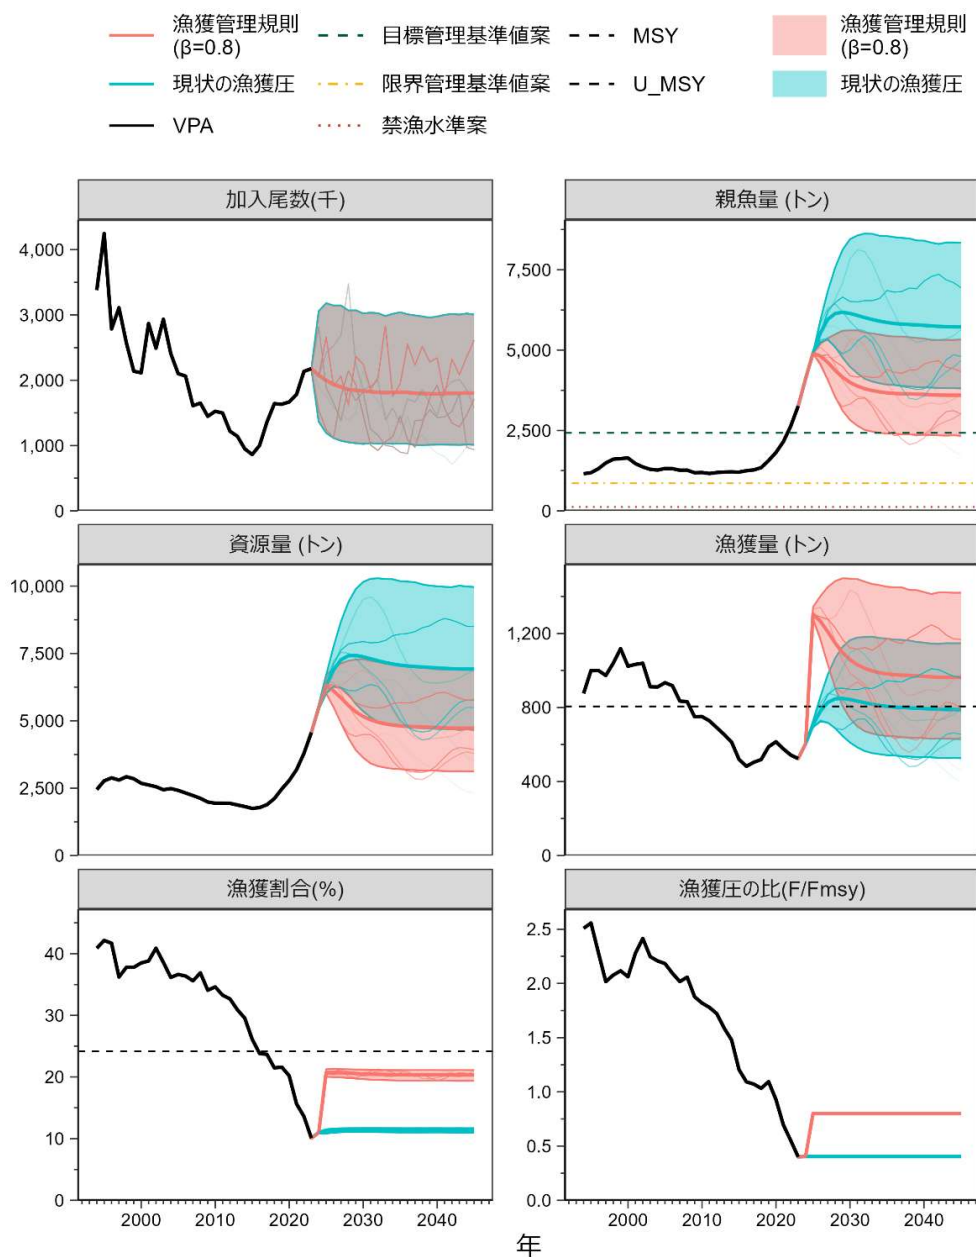 漁獲管理規則
(β=0.8)
目標管理基準値案
MSY
漁獲管理規則
(β=0.8)
現状の漁獲圧
限界管理基準値案
U_MSY
現状の漁獲圧
VPA
禁漁水準案
加入尾数(千)
4,000
3,000
2,000
1,000
0
親魚量 (トン)
7,500
5,000
2,500
0
資源量 (トン)
10,000
7,500
5,000
2,500
0
漁獲量 (トン)
1,200
800
400
0
漁獲割合(%)
40
30
20
10
0
2000
2010
2020
2030
2040
漁獲圧の比(F/Fmsy)
2.5
2.0
1.5
1.0
0.5
0.0
2000
2010
2020
2030
2040
年